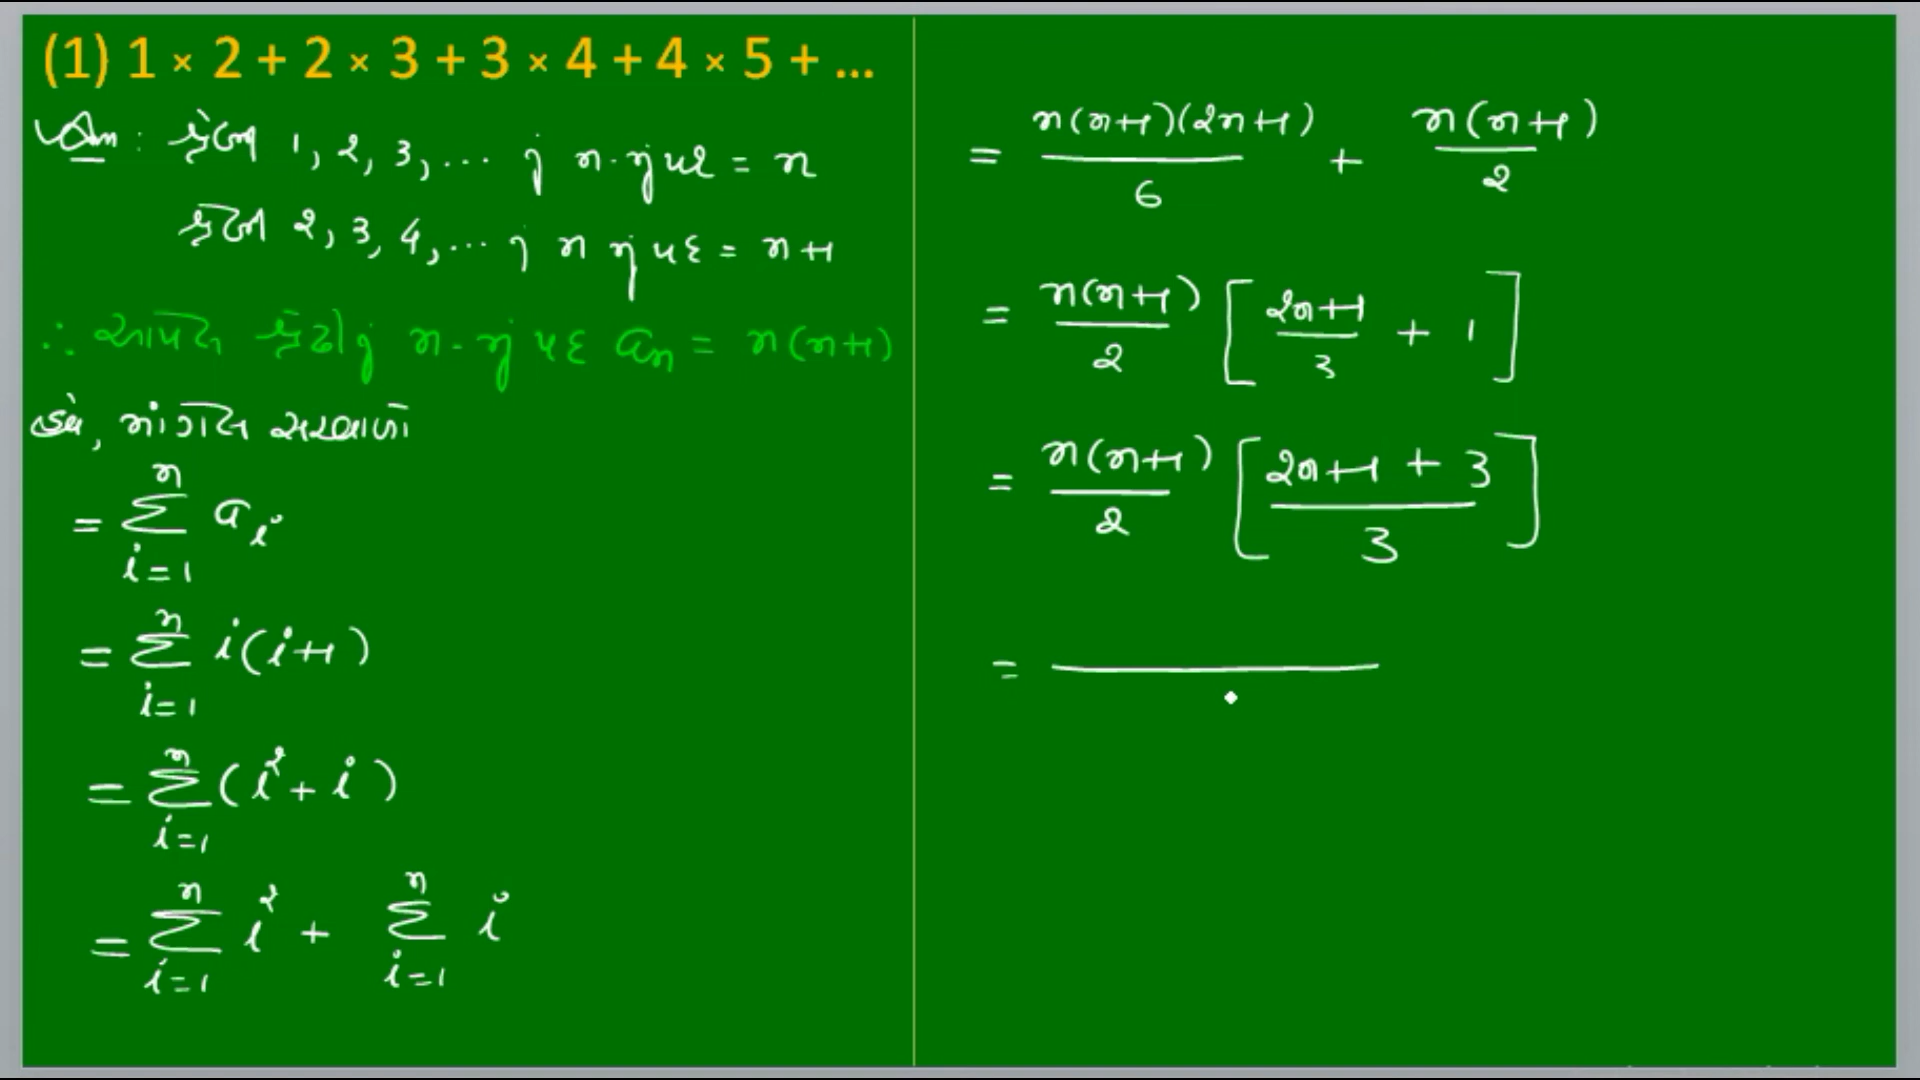 (1) 1 × 2 + 2 × 3 + 3 × 4 + 4 × 5 + ...
શ્રેણી 1, 2, 3, ... નું n-મું પદ = n
શ્રેણી 2, 3, 4, ... નું n મું પદ = n+1
∴ આપેલ શ્રેઢીનું n-મું પદ aₙ = n(n+1)
હવે, માંગેલ સરવાળો
= Σ_{i=1}^{n} a_i
= Σ_{i=1}^{n} i(i+1)
= Σ_{i=1}^{n} (i² + i)
= Σ_{i=1}^{n} i² + Σ_{i=1}^{n} i
= n(n+1)(2n+1)/6 + n(n+1)/2
= n(n+1)/2 [ (2n+1)/3 + 1 ]
= n(n+1)/2 [ (2n+1 + 3)/3 ]
=